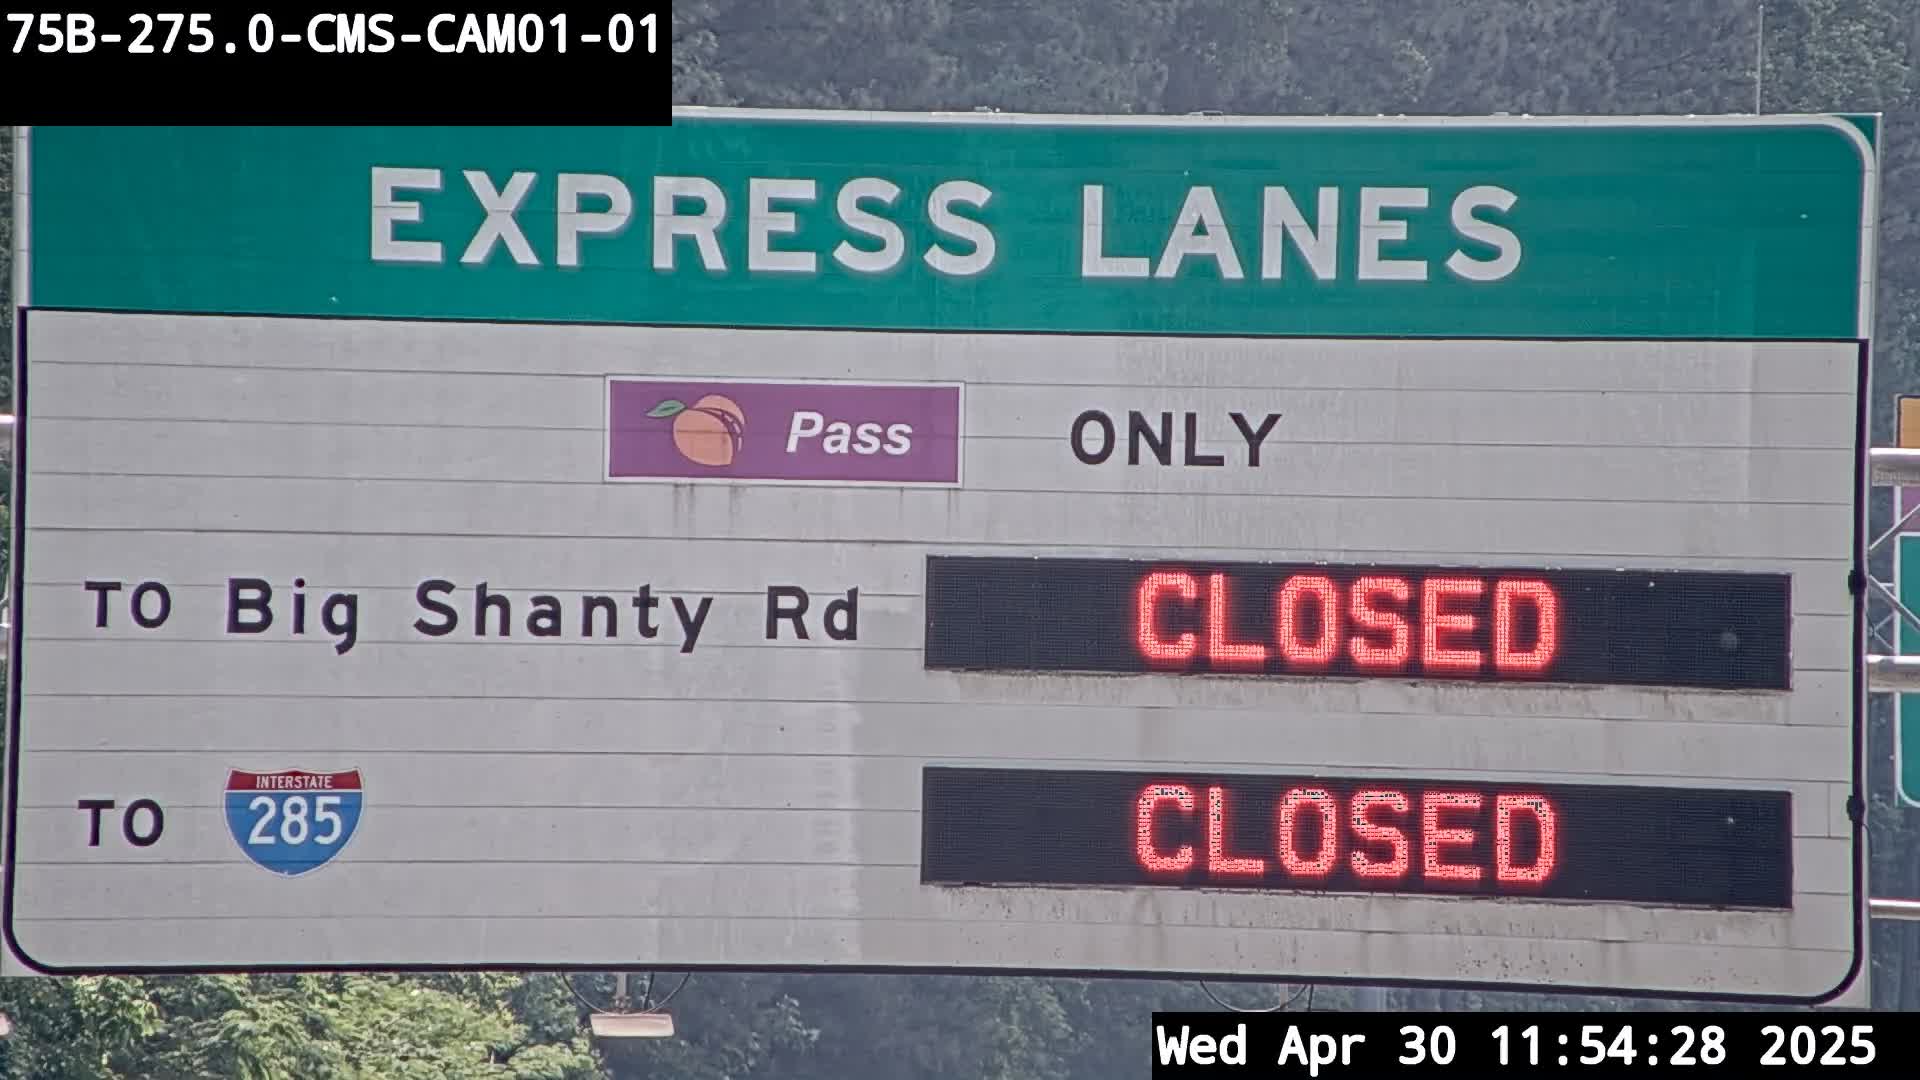 75B-275.0-CMS-CAM01-01
EXPRESS LANES
Pass ONLY
TO Big Shanty Rd CLOSED
TO INTERSTATE 285 CLOSED
Wed Apr 30 11:54:28 2025